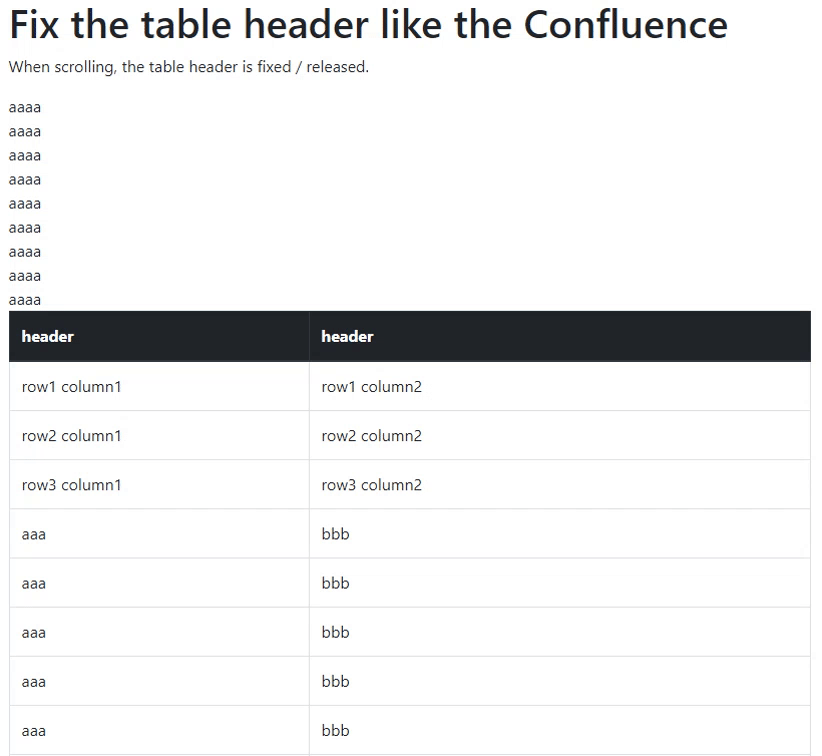 Fix the table header like the Confluence
When scrolling, the table header is fixed / released.
aaaa
aaaa
aaaa
aaaa
aaaa
aaaa
aaaa
aaaa
aaaa
header header
row1 column1 row1 column2
row2 column1 row2 column2
row3 column1 row3 column2
aaa bbb
aaa bbb
aaa bbb
aaa bbb
aaa bbb